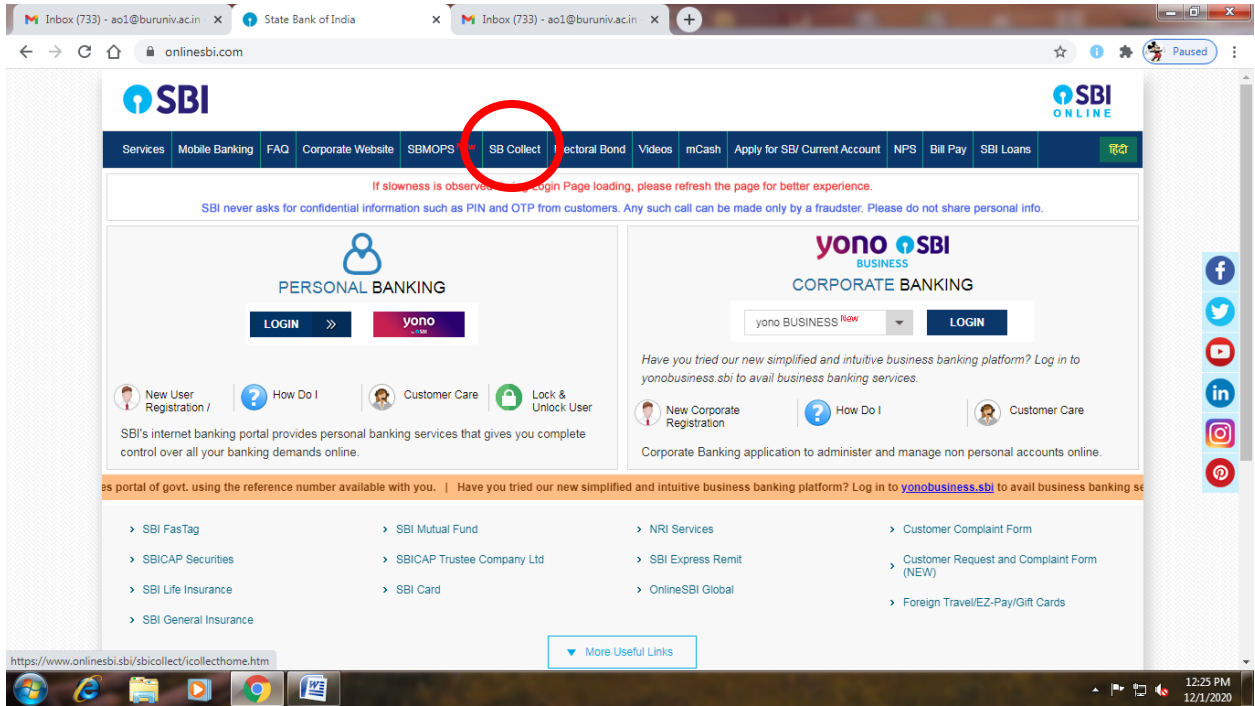 Inbox (733) - ao1@buruniv.ac.in
State Bank of India
Inbox (733) - ao1@buruniv.ac.in
onlinesbi.com
Paused
SBI
SBI
ONLINE
Services Mobile Banking FAQ Corporate Website SBMOPS New SB Collect Electoral Bond Videos mCash Apply for SB/ Current Account NPS Bill Pay SBI Loans हिंदी
If slowness is observed during Login Page loading, please refresh the page for better experience.
SBI never asks for confidential information such as PIN and OTP from customers. Any such call can be made only by a fraudster. Please do not share personal info.
PERSONAL BANKING
LOGIN
yono
SBI
New User
Registration /
How Do I
Customer Care
Lock &
Unlock User
SBI's internet banking portal provides personal banking services that gives you complete
control over all your banking demands online.
yono SBI
BUSINESS
CORPORATE BANKING
yono BUSINESS New
LOGIN
Have you tried our new simplified and intuitive business banking platform? Log in to
yonobusiness.sbi to avail business banking services.
New Corporate
Registration
How Do I
Customer Care
Corporate Banking application to administer and manage non personal accounts online.
es portal of govt. using the reference number available with you. | Have you tried our new simplified and intuitive business banking platform? Log in to yonobusiness.sbi to avail business banking se
SBI FasTag
SBICAP Securities
SBI Life Insurance
SBI General Insurance
SBI Mutual Fund
SBICAP Trustee Company Ltd
SBI Card
NRI Services
SBI Express Remit
OnlineSBI Global
Customer Complaint Form
Customer Request and Complaint Form
(NEW)
Foreign Travel/EZ-Pay/Gift Cards
More Useful Links
https://www.onlinesbi.sbi/sbicollect/icollecthome.htm
12:25 PM
12/1/2020